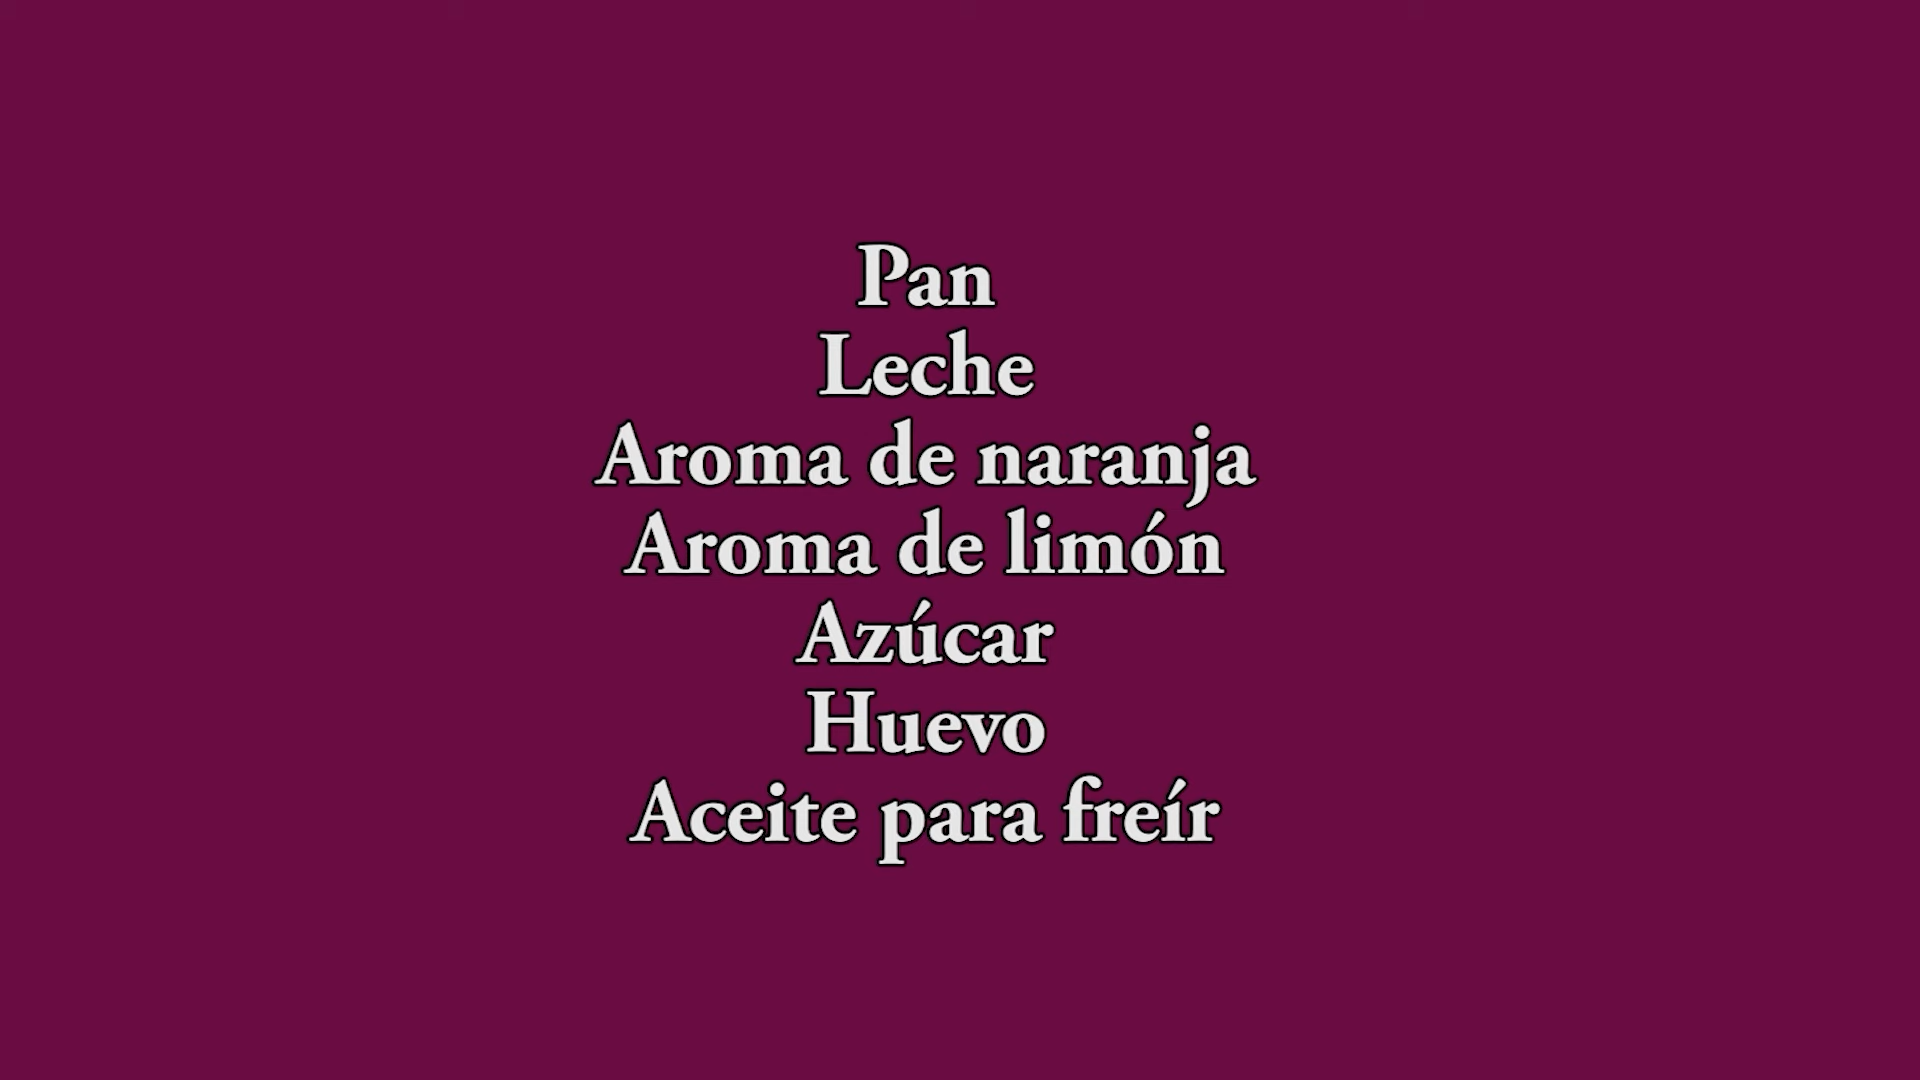 Pan
Leche
Aroma de naranja
Aroma de limón
Azúcar
Huevo
Aceite para freír